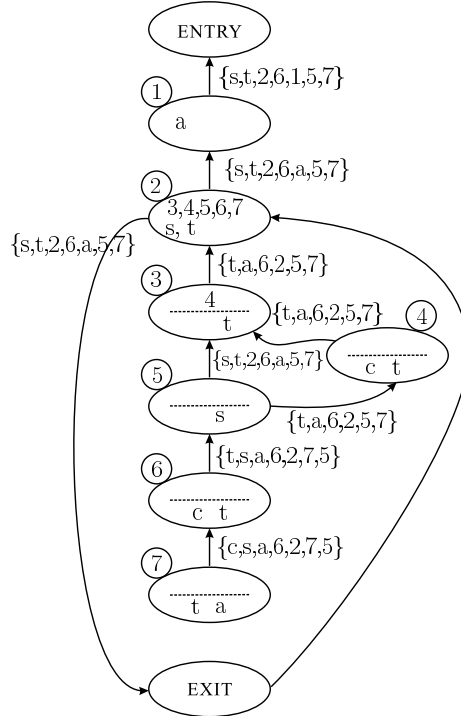 ENTRY
{s,t,2,6,1,5,7}
1
a
{s,t,2,6,a,5,7}
2
3,4,5,6,7
s, t
{s,t,2,6,a,5,7}
{t,a,6,2,5,7}
3
4
t
{t,a,6,2,5,7}
4
c t
{s,t,2,6,a,5,7}
5
s
{t,a,6,2,5,7}
{t,s,a,6,2,7,5}
6
c t
{c,s,a,6,2,7,5}
7
t a
EXIT